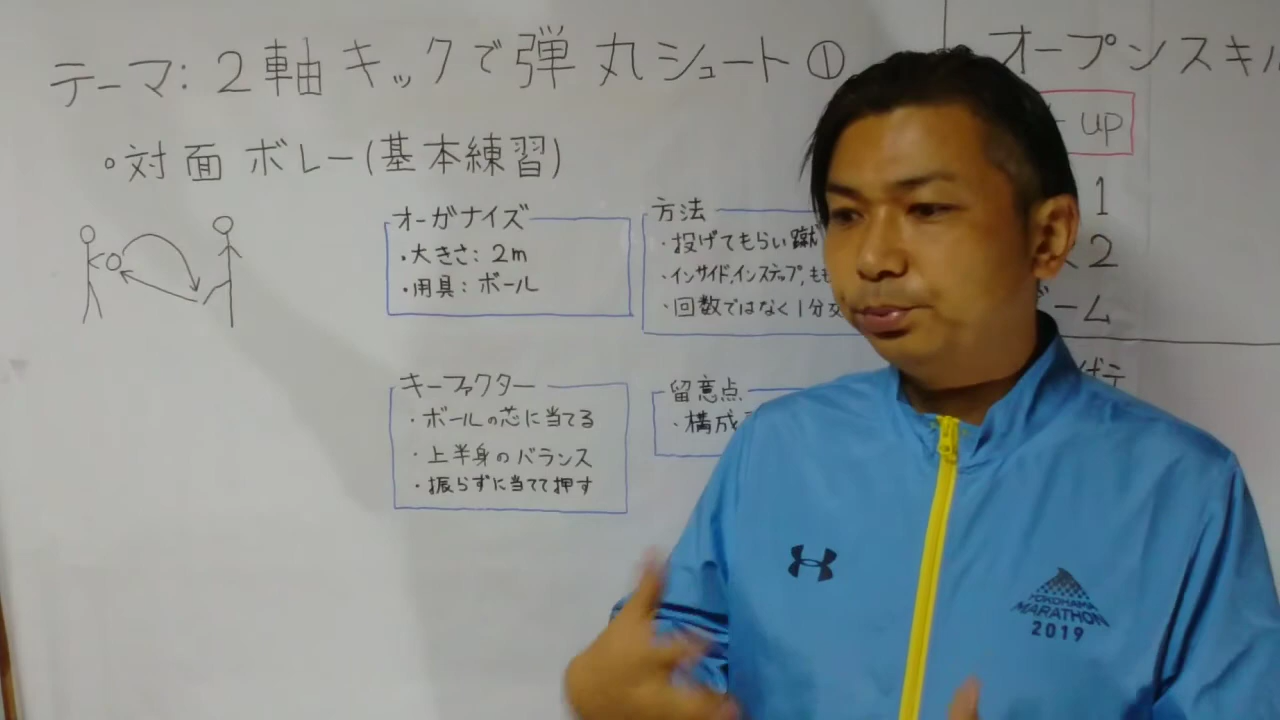 テーマ: 2軸キックで弾丸シュート①
・対面ボレー(基本練習)
オーガナイズ
・大きさ: 2m
・用具: ボール
方法
・投げてもらい蹴
・インサイド,インステップ,もも
・回数ではなく1分交
キーファクター
・ボールの芯に当てる
・上半身のバランス
・振らずに当てて押す
留意点
・構成
オープンスキル
up
1
2
ーム
YOKOHAMA
MARATHON
2019